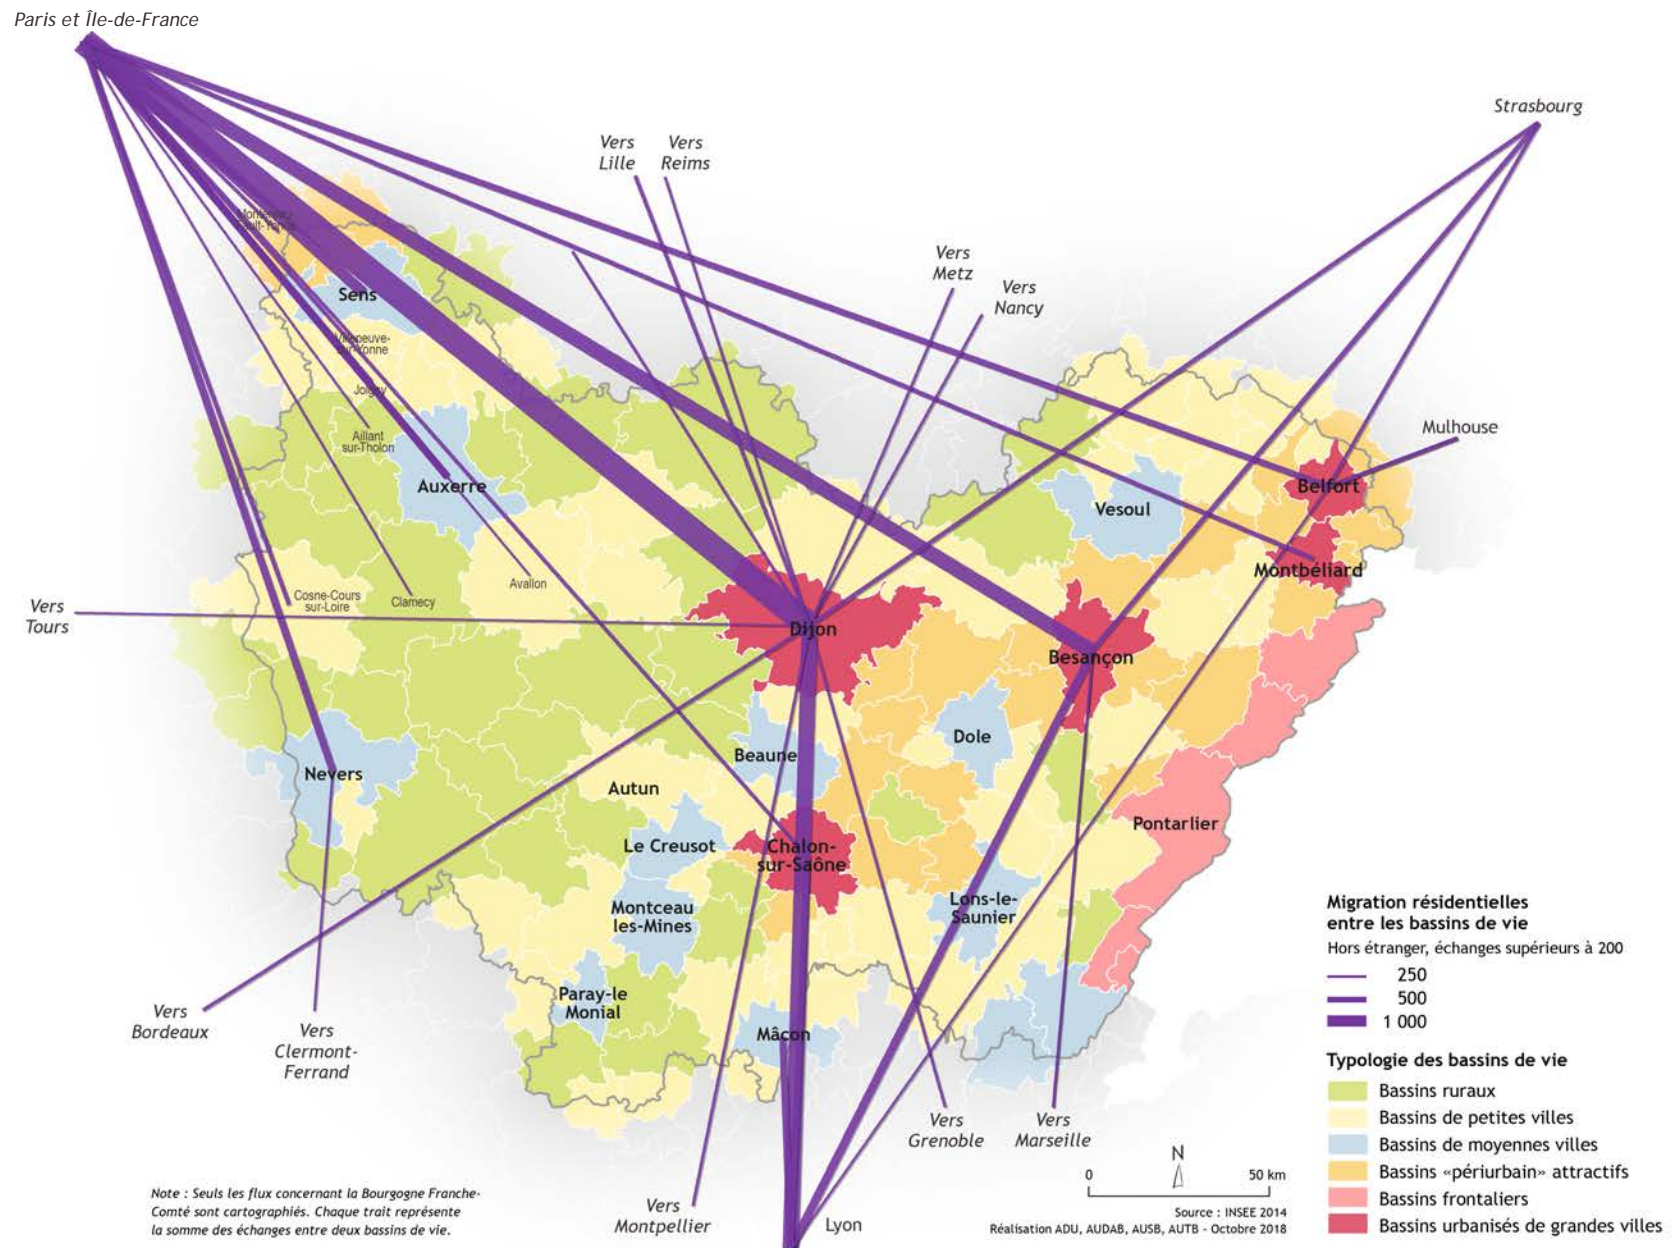 Paris et Île-de-France
Strasbourg
Vers
Lille
Vers
Reims
Vers
Metz
Vers
Nancy
Sens
Villeneuve-
sur-Yonne
Joigny
Aillant
sur-Tholon
Auxerre
Mulhouse
Belfort
Vesoul
Montbéliard
Avallon
Cosne-Cours
sur-Loire
Clamecy
Vers
Tours
Dijon
Besançon
Dole
Beaune
Nevers
Autun
Pontarlier
Le Creusot
Chalon-
sur-Saône
Montceau
les-Mines
Lons-le-
Saunier
Paray-le
Monial
Mâcon
Vers
Bordeaux
Vers
Clermont-
Ferrand
Vers
Grenoble
Vers
Marseille
Vers
Montpellier
Lyon
Migration résidentielles
entre les bassins de vie
Hors étranger, échanges supérieurs à 200
250
500
1 000
Typologie des bassins de vie
Bassins ruraux
Bassins de petites villes
Bassins de moyennes villes
Bassins «périurbain» attractifs
Bassins frontaliers
Bassins urbanisés de grandes villes
N
0 50 km
Source : INSEE 2014
Réalisation ADU, AUDAB, AUSB, AUTB - Octobre 2018
Note : Seuls les flux concernant la Bourgogne Franche-
Comté sont cartographiés. Chaque trait représente
la somme des échanges entre deux bassins de vie.